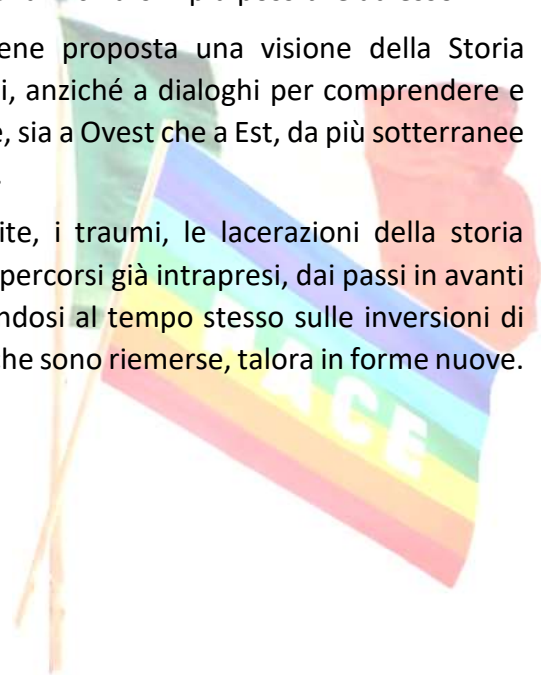 ene proposta una visione della Storia
i, anziché a dialoghi per comprendere e
e, sia a Ovest che a Est, da più sotterranee
ite, i traumi, le lacerazioni della storia
percorsi già intrapresi, dai passi in avanti
ndosi al tempo stesso sulle inversioni di
he sono riemerse, talora in forme nuove.
PACE